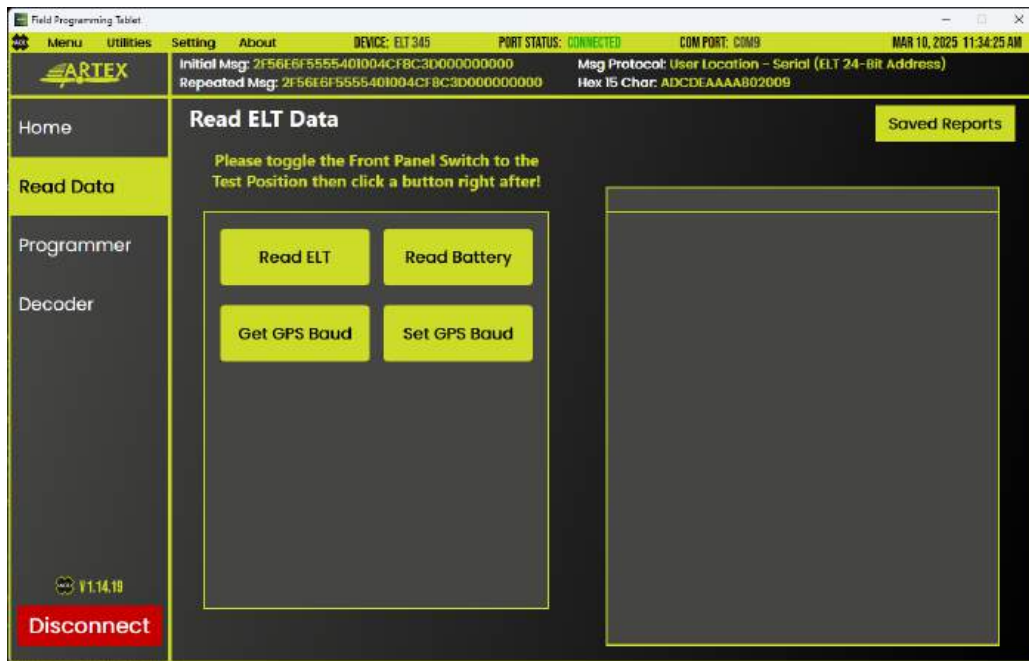 Field Programming Tablet
Menu Utilities Setting About DEVICE: ELT 345 PORT STATUS: CONNECTED COM PORT: COM9 MAR 10, 2025 11:34:25 AM
ARTEX
Initial Msg: 2F56E6F5555401004CFBC3D000000000 Msg Protocol: User Location - Serial (ELT 24-Bit Address)
Repeated Msg: 2F56E6F5555401004CFBC3D000000000 Hex 15 Char: ADCDEAAAA802009
Home
Read Data
Programmer
Decoder
V 1.14.19
Disconnect
Read ELT Data
Saved Reports
Please toggle the Front Panel Switch to the
Test Position then click a button right after!
Read ELT Read Battery
Get GPS Baud Set GPS Baud